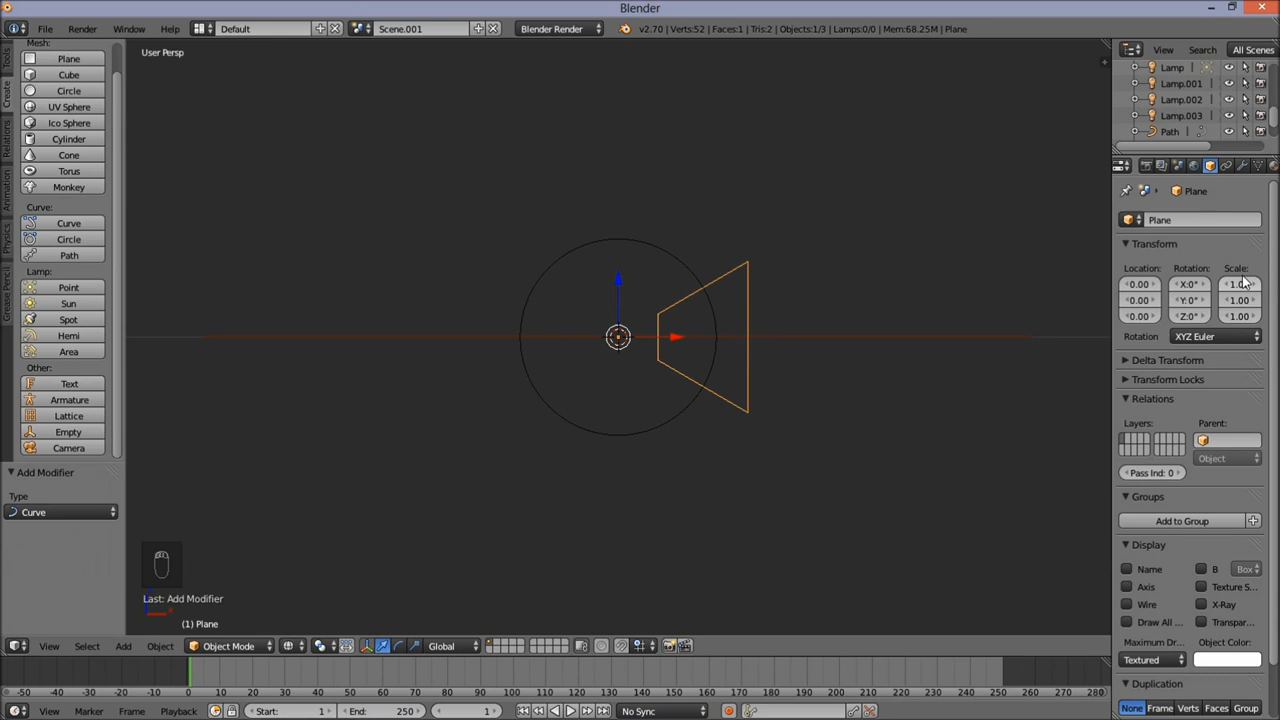 Blender
File Render Window Help Default Scene.001 Blender Render v2.70 | Verts:52 | Faces:1 | Tris:2 | Objects:1/3 | Lamps:0/0 | Mem:68.25M | Plane
View Search All Scenes
User Persp
Tools
Create
Relations
Animation
Physics
Grease Pencil
Mesh:
Plane
Cube
Circle
UV Sphere
Ico Sphere
Cylinder
Cone
Torus
Monkey
Curve:
Curve
Circle
Path
Lamp:
Point
Sun
Spot
Hemi
Area
Other:
Text
Armature
Lattice
Empty
Camera
Add Modifier
Type
Curve
Last: Add Modifier
(1) Plane
Lamp
Lamp.001
Lamp.002
Lamp.003
Path
Plane
Plane
Transform
Location: Rotation: Scale:
0.00 X:0° 1.0
0.00 Y:0° 1.00
0.00 Z:0° 1.00
Rotation XYZ Euler
Delta Transform
Transform Locks
Relations
Layers: Parent:
Object
Pass Ind: 0
Groups
Add to Group
Display
Name B Box
Axis Texture S...
Wire X-Ray
Draw All ... Transpar...
Maximum Dr... Object Color:
Textured
Duplication
None Frame Verts Faces Group
View Select Add Object Object Mode Global
-50 -40 -30 -20 -10 0 10 20 30 40 50 60 70 80 90 100 110 120 130 140 150 160 170 180 190 200 210 220 230 240 250 260 270 280
View Marker Frame Playback Start: 1 End: 250 1 No Sync